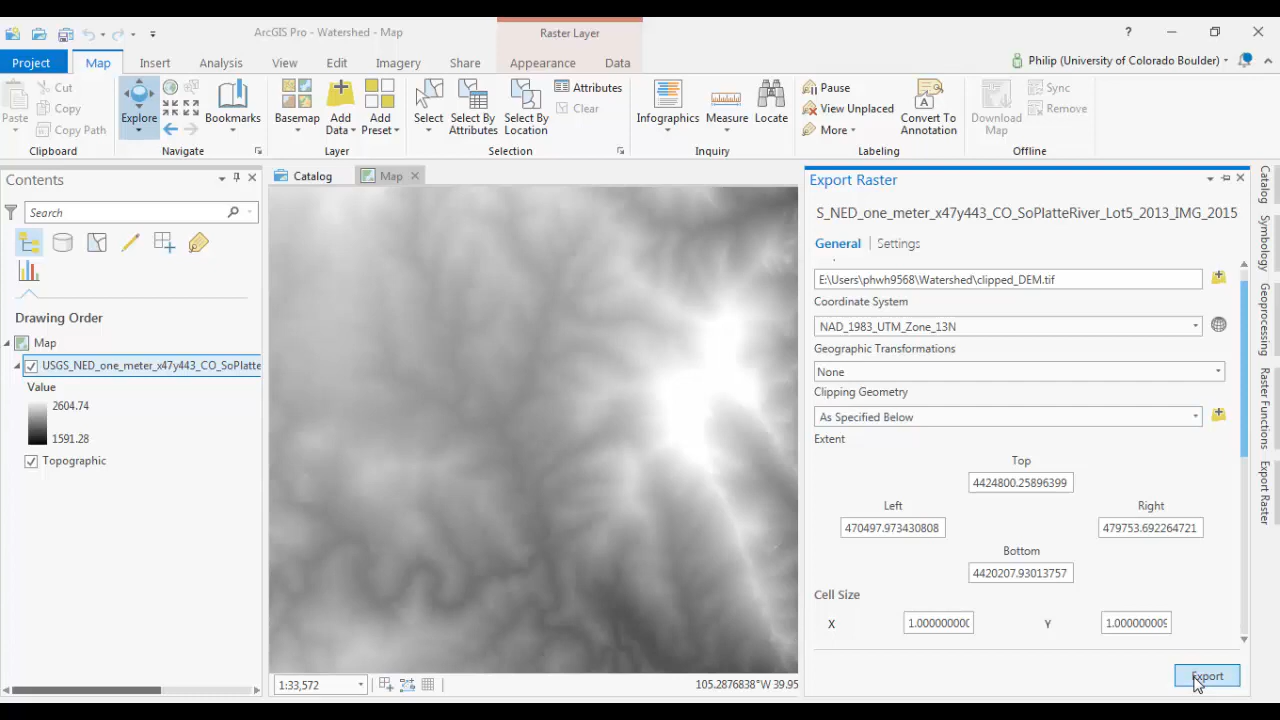 ArcGIS Pro - Watershed - Map
Raster Layer
?
Project
Map
Insert
Analysis
View
Edit
Imagery
Share
Appearance
Data
Philip (University of Colorado Boulder)
Paste
Cut
Copy
Copy Path
Clipboard
Explore
Bookmarks
Navigate
Basemap
Add Data
Add Preset
Layer
Select
Select By Attributes
Select By Location
Attributes
Clear
Selection
Infographics
Measure
Locate
Inquiry
Pause
View Unplaced
More
Convert To Annotation
Labeling
Download Map
Sync
Remove
Offline
Contents
Search
Drawing Order
Map
USGS_NED_one_meter_x47y443_CO_SoPlatte
Value
2604.74
1591.28
Topographic
Catalog
Map
1:33,572
105.2876838°W 39.95
Export Raster
S_NED_one_meter_x47y443_CO_SoPlatteRiver_Lot5_2013_IMG_2015
General
Settings
E:\Users\phwh9568\Watershed\clipped_DEM.tif
Coordinate System
NAD_1983_UTM_Zone_13N
Geographic Transformations
None
Clipping Geometry
As Specified Below
Extent
Top
4424800.25896399
Left
Right
470497.973430808
479753.692264721
Bottom
4420207.93013757
Cell Size
X
1.000000000
Y
1.000000009
Export
Catalog
Symbology
Geoprocessing
Raster Functions
Export Raster